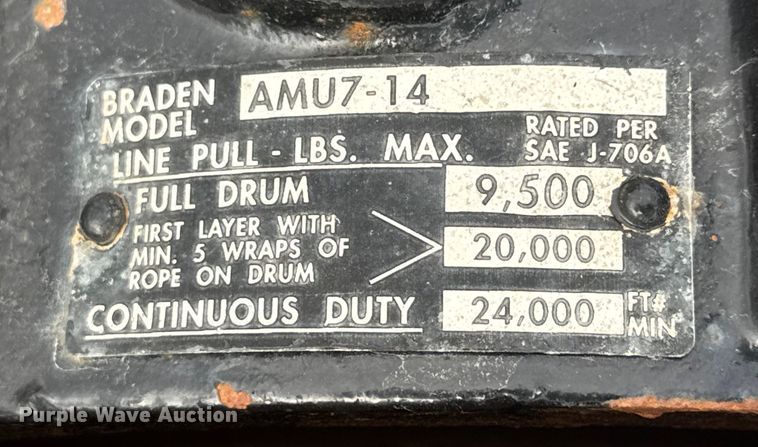 BRADEN MODEL AMU7-14
LINE PULL - LBS. MAX. RATED PER SAE J-706A
FULL DRUM 9,500
FIRST LAYER WITH
MIN. 5 WRAPS OF
ROPE ON DRUM 20,000
CONTINUOUS DUTY 24,000 FT# MIN
Purple Wave Auction